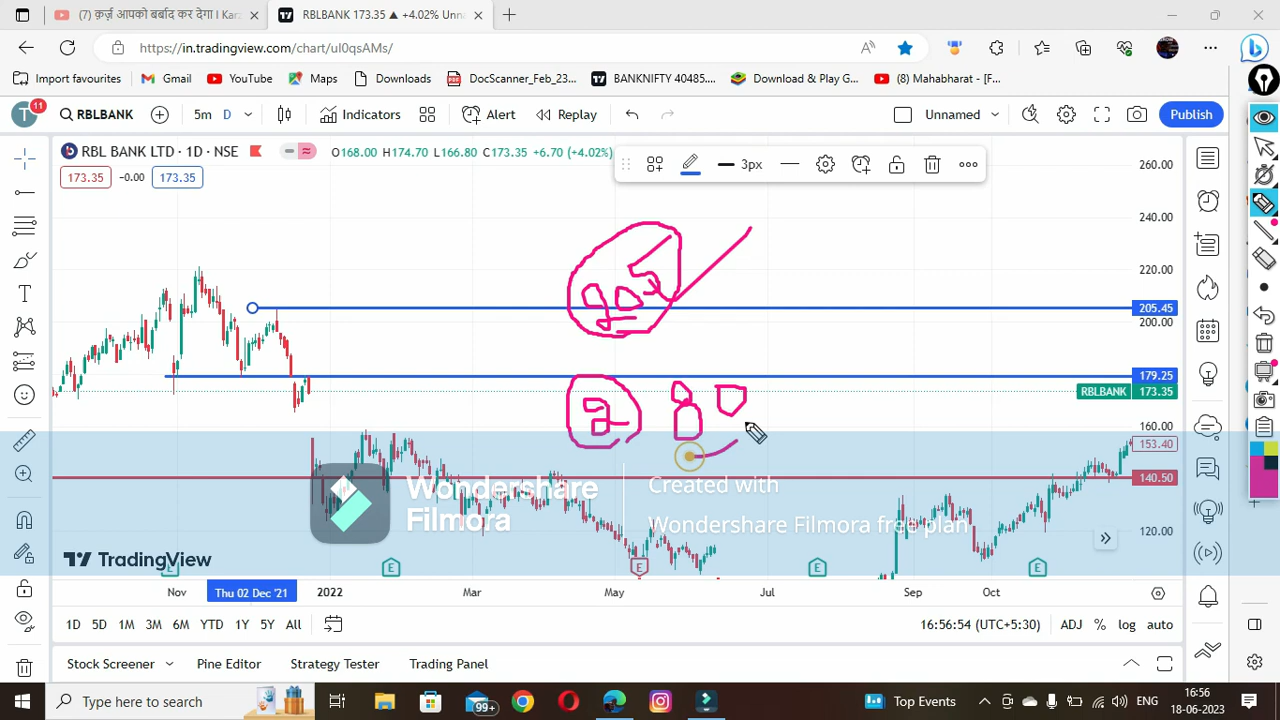 (7) क़र्ज़ आपको बर्बाद कर देगा I Kar
RBLBANK 173.35 ▲ +4.02% Unna
https://in.tradingview.com/chart/uI0qsAMs/
Import favourites
Gmail
YouTube
Maps
Downloads
DocScanner_Feb_23...
BANKNIFTY 40485....
Download & Play G...
(8) Mahabharat - [F...
T
11
RBLBANK
5m
D
Indicators
Alert
Replay
Unnamed
Publish
RBL BANK LTD · 1D · NSE
O168.00 H174.70 L166.80 C173.35 +6.70 (+4.02%)
173.35
-0.00
173.35
3px
260.00
240.00
220.00
205.45
200.00
179.25
RBLBANK
173.35
160.00
153.40
140.50
120.00
205
2
80
Wondershare
Filmora
Created with
Wondershare Filmora free plan
TradingView
E
E
E
E
E
Nov
Thu 02 Dec '21
2022
Mar
May
Jul
Sep
Oct
1D
5D
1M
3M
6M
YTD
1Y
5Y
All
16:56:54 (UTC+5:30)
ADJ
%
log
auto
Stock Screener
Pine Editor
Strategy Tester
Trading Panel
Type here to search
99+
Top Events
ENG
16:56
18-06-2023